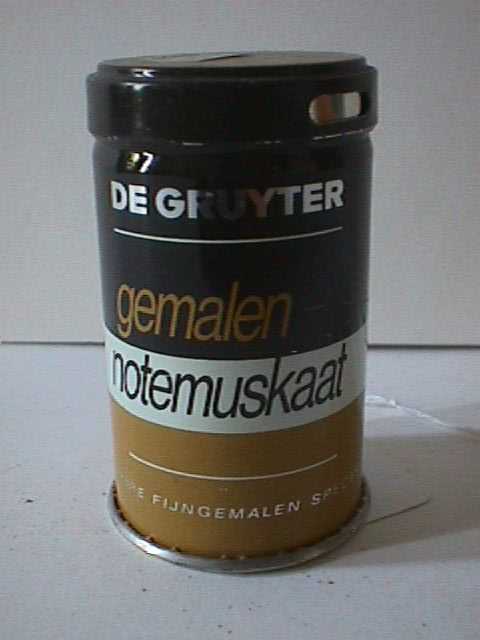 DE GRUYTER
gemalen
notemuskaat
FIJNGEMALEN